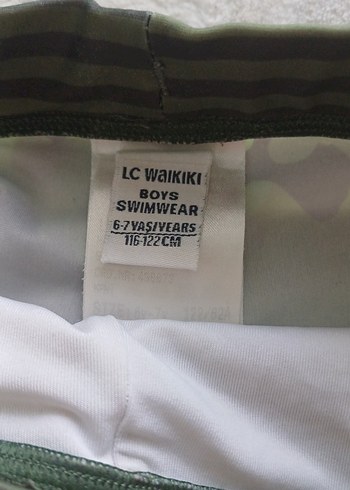 LC WAIKIKI
BOYS
SWIMWEAR
6-7 YAŞ/YEARS
116-122 CM